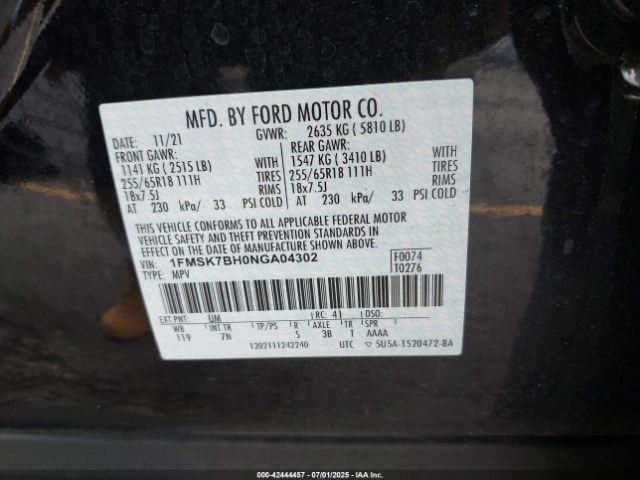 MFD. BY FORD MOTOR CO.
DATE: 11/21 GVWR: 2635 KG ( 5810 LB)
FRONT GAWR: REAR GAWR:
1141 KG ( 2515 LB) WITH 1547 KG ( 3410 LB) WITH
255/65R18 111H TIRES 255/65R18 111H TIRES
18x7.5J RIMS 18x7.5J RIMS
AT 230 kPa/ 33 PSI COLD AT 230 kPa/ 33 PSI COLD
THIS VEHICLE CONFORMS TO ALL APPLICABLE FEDERAL MOTOR
VEHICLE SAFETY AND THEFT PREVENTION STANDARDS IN
EFFECT ON THE DATE OF MANUFACTURE SHOWN ABOVE.
VIN: 1FMSK7BH0NGA04302 F0074
TYPE: MPV T0276
EXT PNT: UM RC: 41 DSO:
WB INT TR TP/PS R AXLE TR SPR
119 7N 5 3B 1 AAAA
1202111242240 UTC ▽ 5U5A-1520472-BA
000-42444457 - 07/01/2025 - IAA Inc.